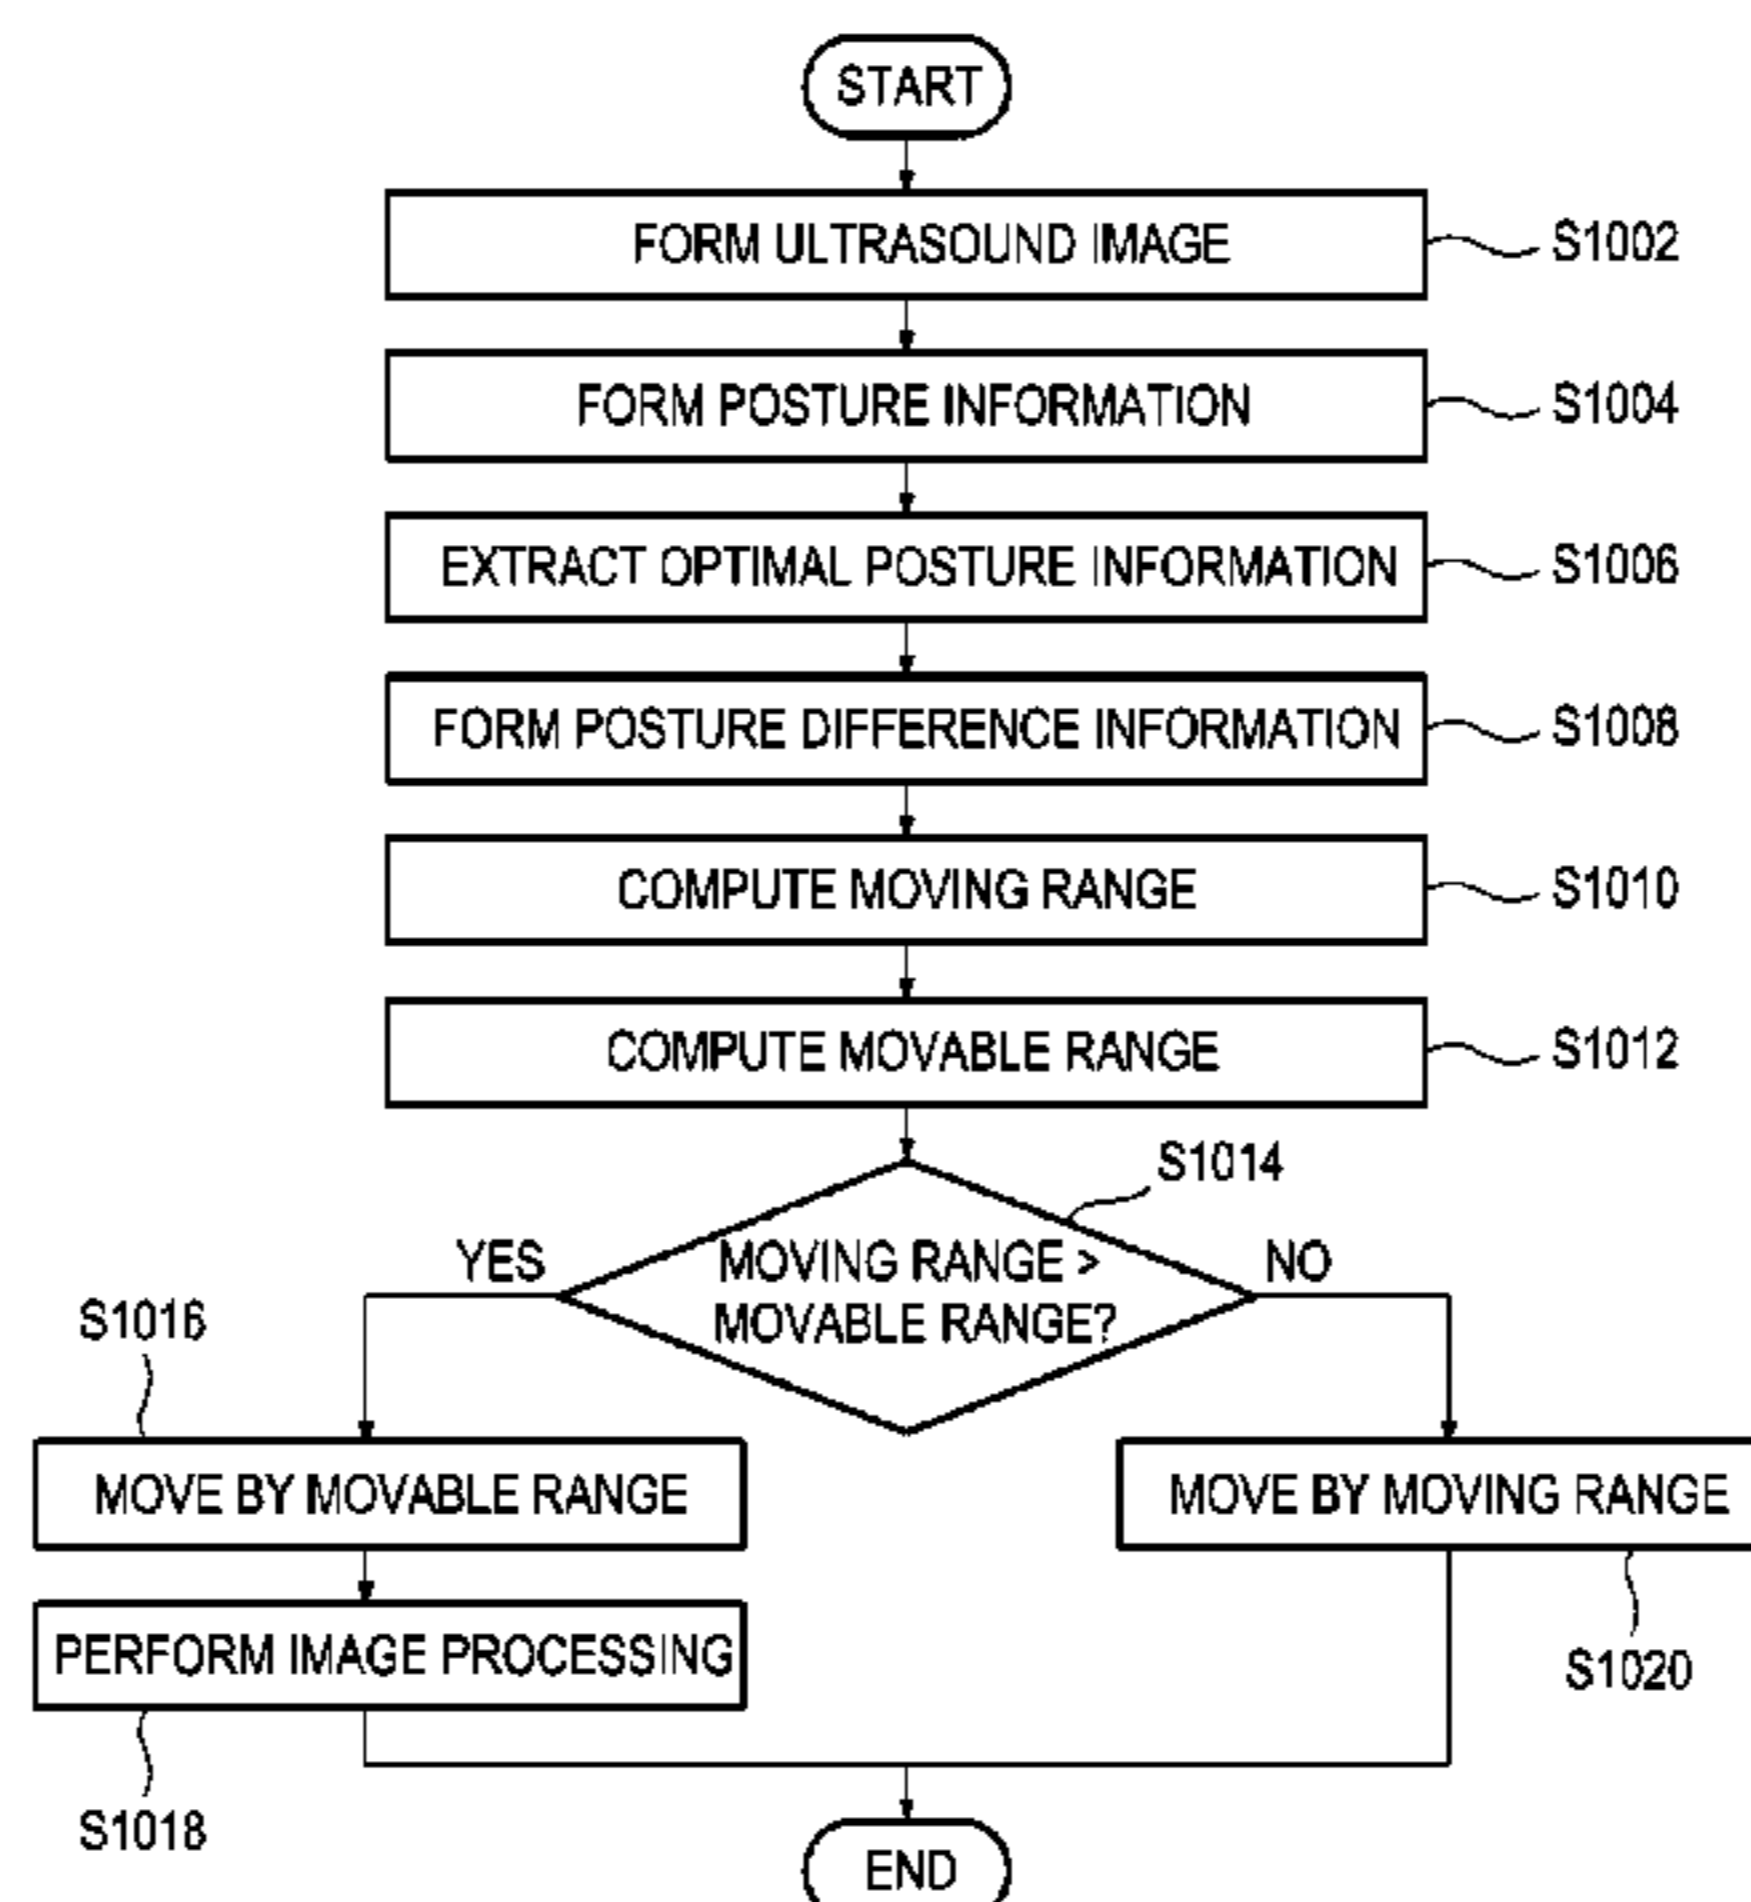 START
FORM ULTRASOUND IMAGE
S1002
FORM POSTURE INFORMATION
S1004
EXTRACT OPTIMAL POSTURE INFORMATION
S1006
FORM POSTURE DIFFERENCE INFORMATION
S1008
COMPUTE MOVING RANGE
S1010
COMPUTE MOVABLE RANGE
S1012
S1014
YES
MOVING RANGE >
MOVABLE RANGE?
NO
S1016
MOVE BY MOVABLE RANGE
MOVE BY MOVING RANGE
PERFORM IMAGE PROCESSING
S1020
S1018
END